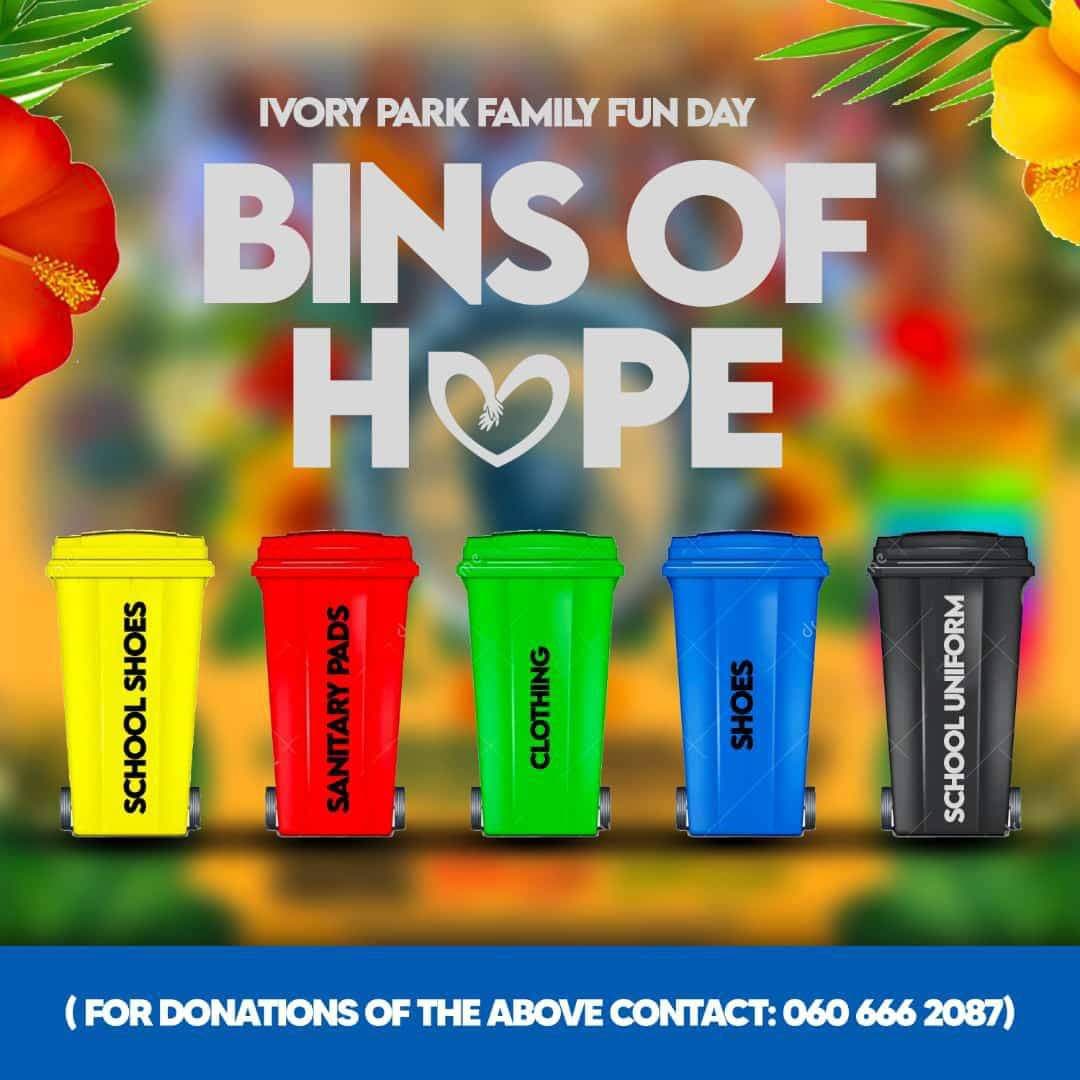 IVORY PARK FAMILY FUN DAY
BINS OF
HOPE
SCHOOL SHOES
SANITARY PADS
CLOTHING
SHOES
SCHOOL UNIFORM
( FOR DONATIONS OF THE ABOVE CONTACT: 060 666 2087)